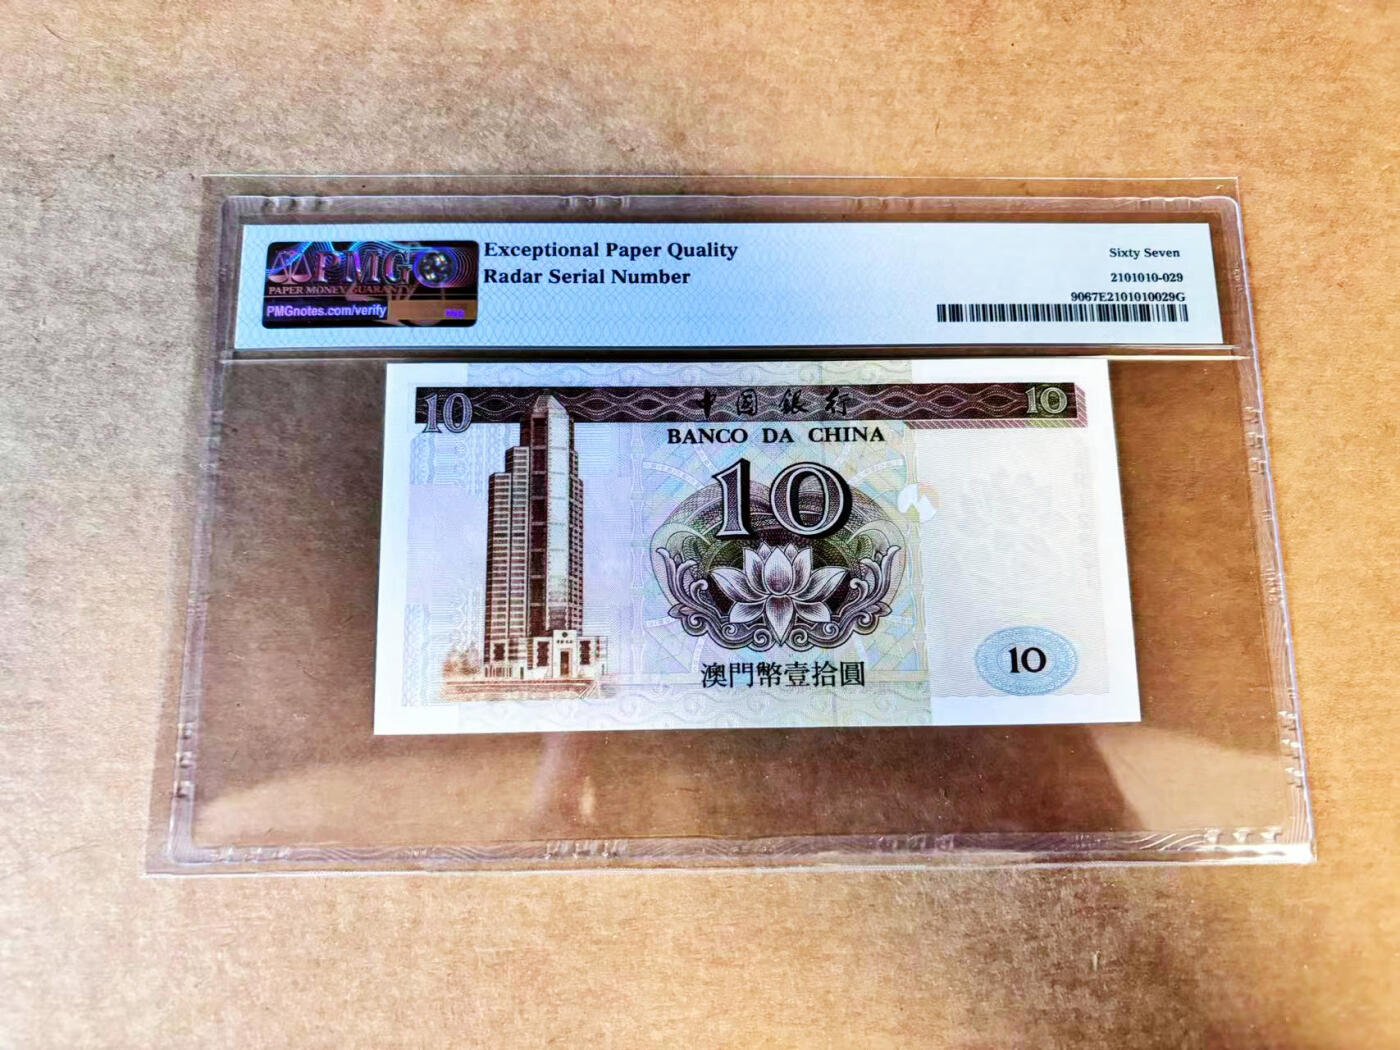 PMG
PAPER MONEY GUARANTY
PMGnotes.com/verify
Exceptional Paper Quality
Radar Serial Number
Sixty Seven
2101010-029
9067E2101010029G
10
中國銀行
10
BANCO DA CHINA
10
澳門幣壹拾圓
10